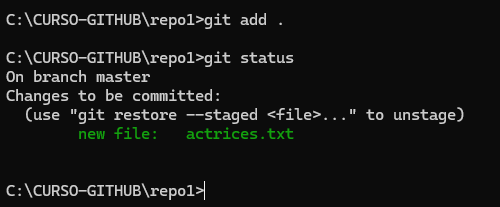 C:\CURSO-GITHUB\repo1>git add .
C:\CURSO-GITHUB\repo1>git status
On branch master
Changes to be committed:
  (use "git restore --staged <file>..." to unstage)
        new file:   actrices.txt
C:\CURSO-GITHUB\repo1>